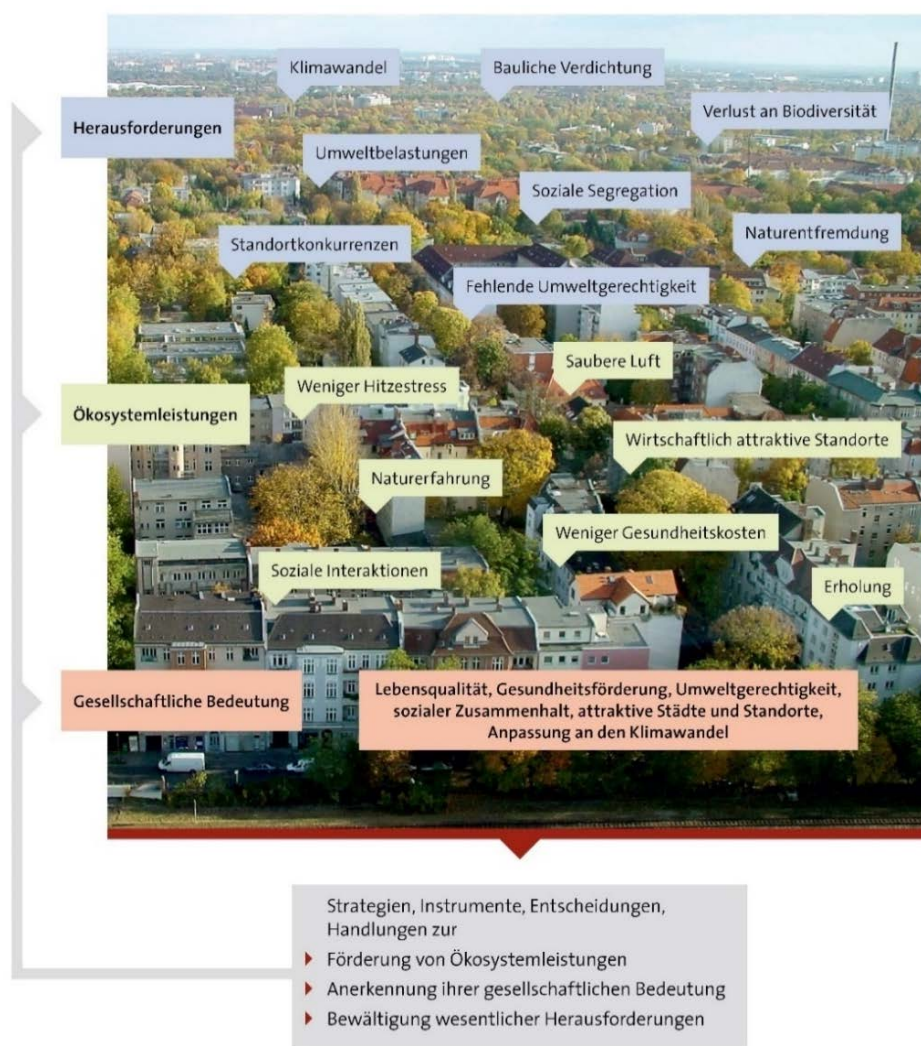 Klimawandel
Bauliche Verdichtung
Verlust an Biodiversität
Herausforderungen
Umweltbelastungen
Soziale Segregation
Naturentfremdung
Standortkonkurrenzen
Fehlende Umweltgerechtigkeit
Saubere Luft
Weniger Hitzestress
Ökosystemleistungen
Wirtschaftlich attraktive Standorte
Naturerfahrung
Weniger Gesundheitskosten
Soziale Interaktionen
Erholung
Gesellschaftliche Bedeutung
Lebensqualität, Gesundheitsförderung, Umweltgerechtigkeit,
sozialer Zusammenhalt, attraktive Städte und Standorte,
Anpassung an den Klimawandel
Strategien, Instrumente, Entscheidungen,
Handlungen zur
Förderung von Ökosystemleistungen
Anerkennung ihrer gesellschaftlichen Bedeutung
Bewältigung wesentlicher Herausforderungen